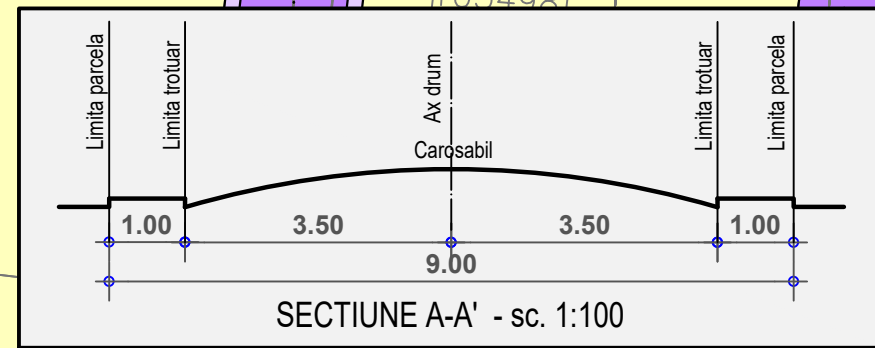 Limita parcela
Limita trotuar
Ax drum
Limita trotuar
Limita parcela
Carosabil
1.00
3.50
3.50
1.00
9.00
SECTIUNE A-A' - sc. 1:100